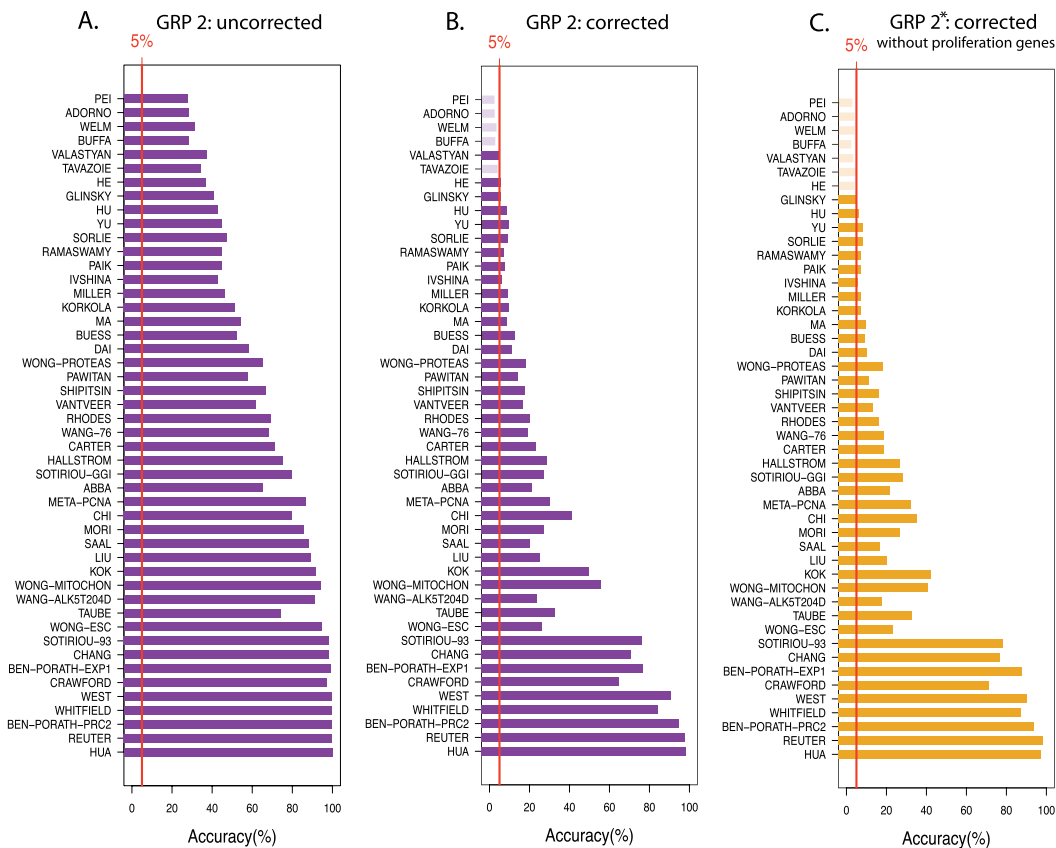 A. GRP 2: uncorrected
5%
PEI
ADORNO
WELM
BUFFA
VALASTYAN
TAVAZOIE
HE
GLINSKY
HU
YU
SORLIE
RAMASWAMY
PAIK
IVSHINA
MILLER
KORKOLA
MA
BUESS
DAI
WONG−PROTEAS
PAWITAN
SHIPITSIN
VANTVEER
RHODES
WANG−76
CARTER
HALLSTROM
SOTIRIOU−GGI
ABBA
META−PCNA
CHI
MORI
SAAL
LIU
KOK
WONG−MITOCHON
WANG−ALK5T204D
TAUBE
WONG−ESC
SOTIRIOU−93
CHANG
BEN−PORATH−EXP1
CRAWFORD
WEST
WHITFIELD
BEN−PORATH−PRC2
REUTER
HUA
0 20 40 60 80 100
Accuracy(%)
B. GRP 2: corrected
5%
PEI
ADORNO
WELM
BUFFA
VALASTYAN
TAVAZOIE
HE
GLINSKY
HU
YU
SORLIE
RAMASWAMY
PAIK
IVSHINA
MILLER
KORKOLA
MA
BUESS
DAI
WONG−PROTEAS
PAWITAN
SHIPITSIN
VANTVEER
RHODES
WANG−76
CARTER
HALLSTROM
SOTIRIOU−GGI
ABBA
META−PCNA
CHI
MORI
SAAL
LIU
KOK
WONG−MITOCHON
WANG−ALK5T204D
TAUBE
WONG−ESC
SOTIRIOU−93
CHANG
BEN−PORATH−EXP1
CRAWFORD
WEST
WHITFIELD
BEN−PORATH−PRC2
REUTER
HUA
0 20 40 60 80 100
Accuracy(%)
C. GRP 2*: corrected
without proliferation genes
5%
PEI
ADORNO
WELM
BUFFA
VALASTYAN
TAVAZOIE
HE
GLINSKY
HU
YU
SORLIE
RAMASWAMY
PAIK
IVSHINA
MILLER
KORKOLA
MA
BUESS
DAI
WONG−PROTEAS
PAWITAN
SHIPITSIN
VANTVEER
RHODES
WANG−76
CARTER
HALLSTROM
SOTIRIOU−GGI
ABBA
META−PCNA
CHI
MORI
SAAL
LIU
KOK
WONG−MITOCHON
WANG−ALK5T204D
TAUBE
WONG−ESC
SOTIRIOU−93
CHANG
BEN−PORATH−EXP1
CRAWFORD
WEST
WHITFIELD
BEN−PORATH−PRC2
REUTER
HUA
0 20 40 60 80 100
Accuracy(%)